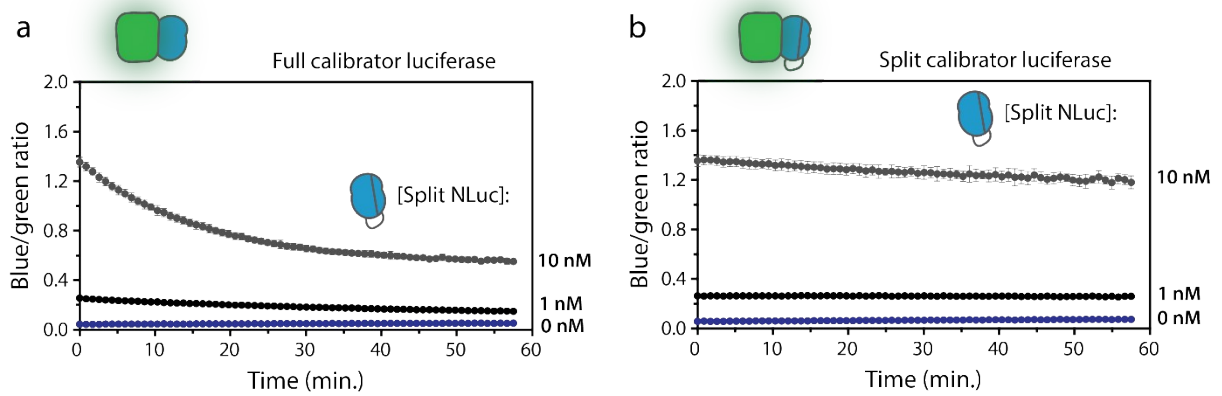 a
Full calibrator luciferase
2.0
1.6
1.2
0.8
0.4
0.0
Blue/green ratio
[Split NLuc]:
10 nM
1 nM
0 nM
0 10 20 30 40 50 60
Time (min.)
b
Split calibrator luciferase
2.0
1.6
1.2
0.8
0.4
0.0
Blue/green ratio
[Split NLuc]:
10 nM
1 nM
0 nM
0 10 20 30 40 50 60
Time (min.)